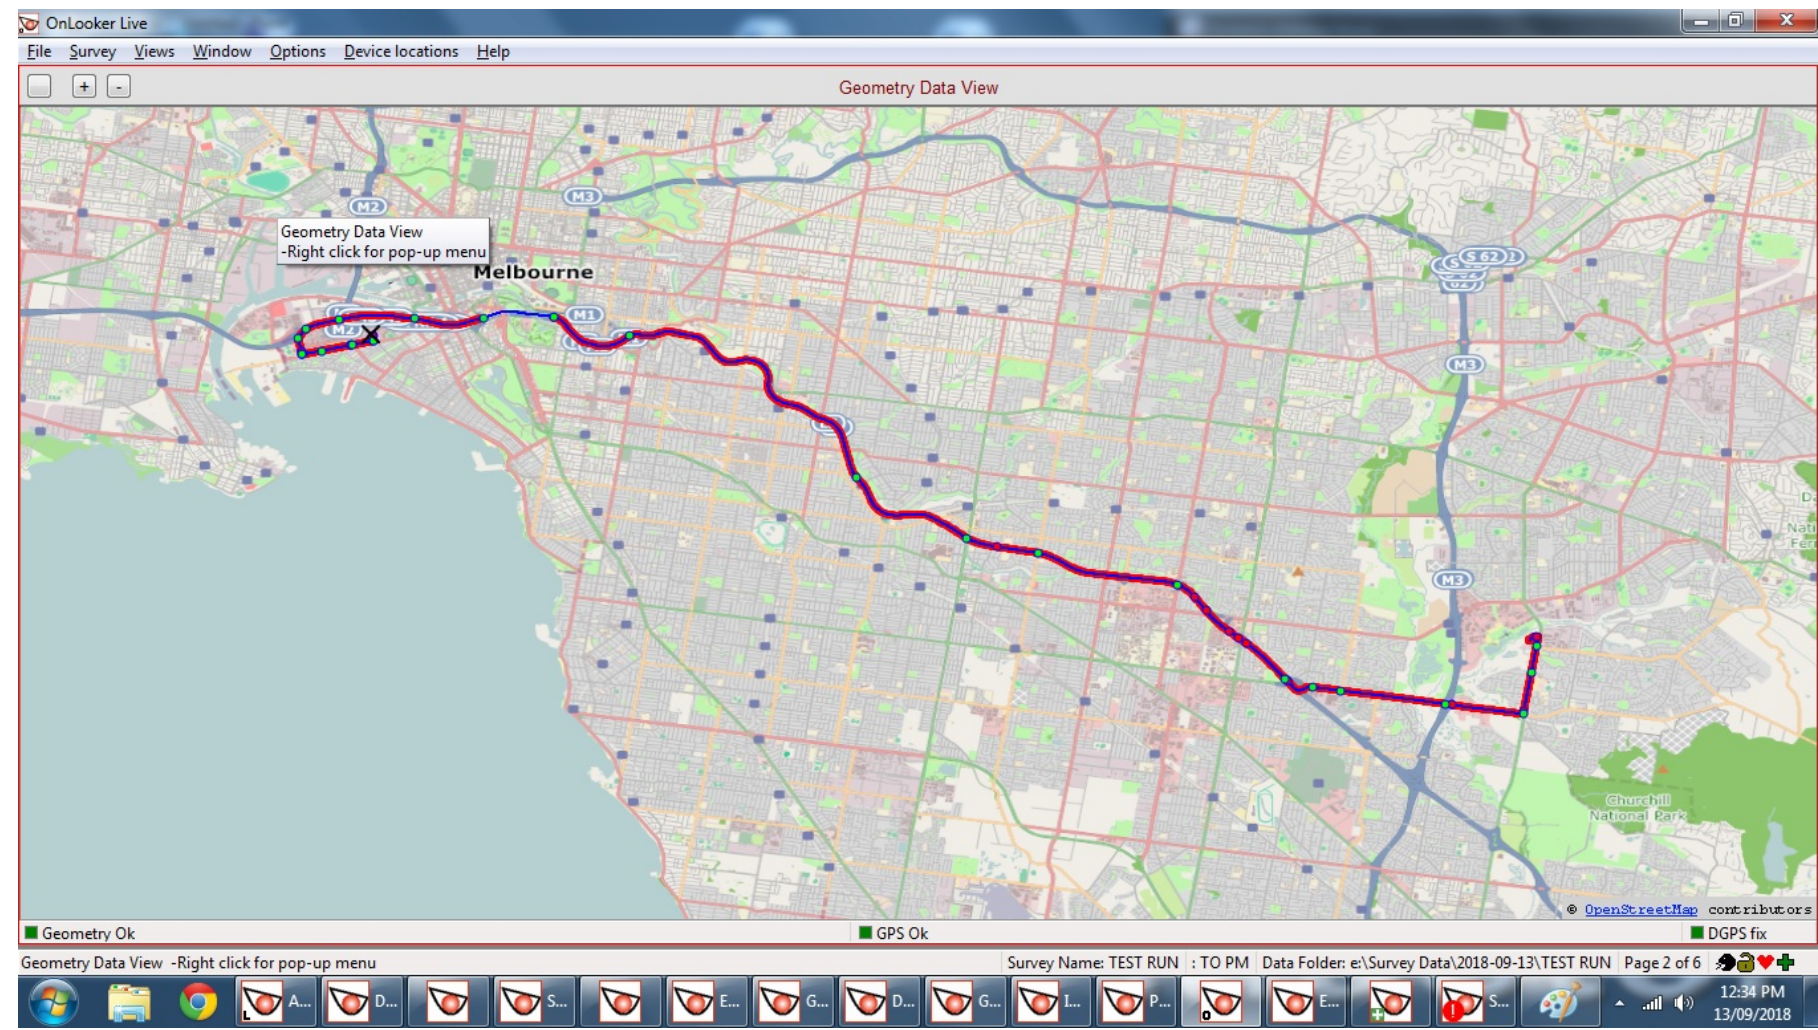 OnLooker Live
File Survey Views Window Options Device locations Help
+ -
Geometry Data View
M3
M2
S 62
Geometry Data View
-Right click for pop-up menu
Melbourne
M1
M2
M3
M3
Churchill
National Park
© OpenStreetMap contributors
Geometry Ok GPS Ok DGPS fix
Geometry Data View -Right click for pop-up menu Survey Name: TEST RUN : TO PM Data Folder: e:\Survey Data\2018-09-13\TEST RUN Page 2 of 6
A... D... S... E... G... D... G... I... P... E... S...
12:34 PM
13/09/2018